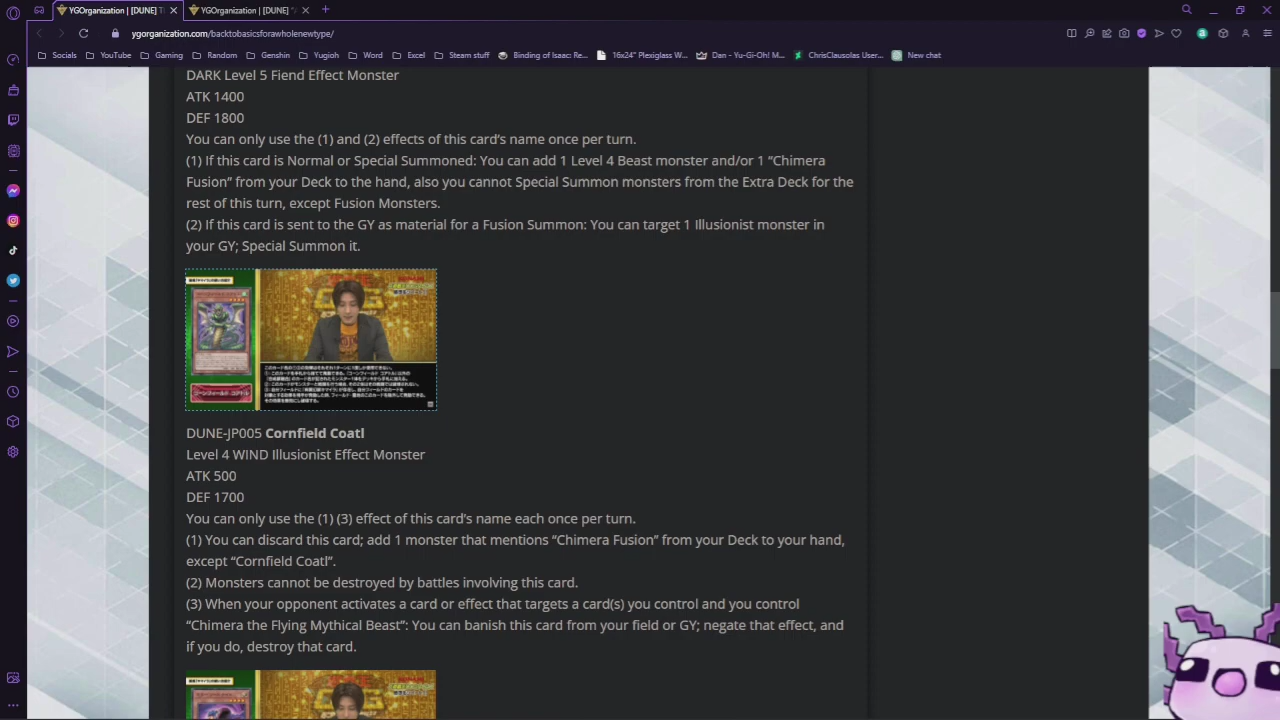 YGOrganization | [DUNE] T
YGOrganization | [DUNE] "
ygorganization.com/backtobasicsforawholenewtype/
Socials
YouTube
Gaming
Random
Genshin
Yugioh
Word
Excel
Steam stuff
Binding of Isaac: Re...
16x24" Plexiglass W...
Dan - Yu-Gi-Oh! M...
ChrisClausolas User...
New chat
DARK Level 5 Fiend Effect Monster
ATK 1400
DEF 1800
You can only use the (1) and (2) effects of this card’s name once per turn.
(1) If this card is Normal or Special Summoned: You can add 1 Level 4 Beast monster and/or 1 “Chimera
Fusion” from your Deck to the hand, also you cannot Special Summon monsters from the Extra Deck for the
rest of this turn, except Fusion Monsters.
(2) If this card is sent to the GY as material for a Fusion Summon: You can target 1 Illusionist monster in
your GY; Special Summon it.
コーンフィールド コアトル
DUNE-JP005 Cornfield Coatl
Level 4 WIND Illusionist Effect Monster
ATK 500
DEF 1700
You can only use the (1) (3) effect of this card’s name each once per turn.
(1) You can discard this card; add 1 monster that mentions “Chimera Fusion” from your Deck to your hand,
except “Cornfield Coatl”.
(2) Monsters cannot be destroyed by battles involving this card.
(3) When your opponent activates a card or effect that targets a card(s) you control and you control
“Chimera the Flying Mythical Beast”: You can banish this card from your field or GY; negate that effect, and
if you do, destroy that card.